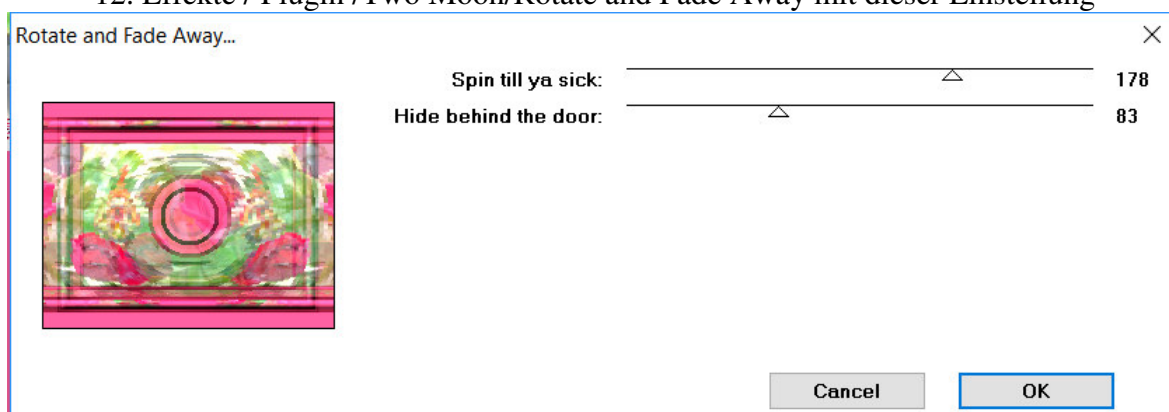 12. Effekte / Plugin /Two Moon/Rotate and Fade Away mit dieser Einstellung
Rotate and Fade Away...
Spin till ya sick: 178
Hide behind the door: 83
Cancel OK